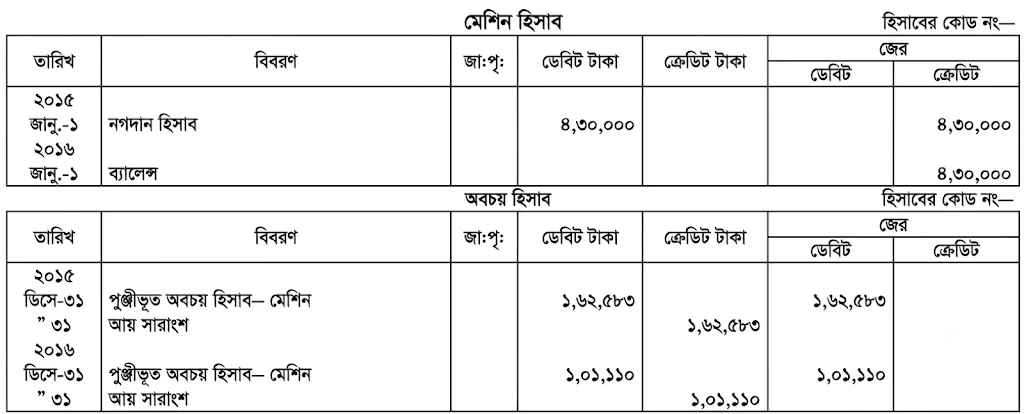 মেশিন হিসাব হিসাবের কোড নং—
তারিখ বিবরণ জা:পৃ: ডেবিট টাকা ক্রেডিট টাকা জের
ডেবিট ক্রেডিট
২০১৫
জানু.-১ নগদান হিসাব ৪,৩০,০০০ ৪,৩০,০০০
২০১৬
জানু.-১ ব্যালেন্স ৪,৩০,০০০
অবচয় হিসাব হিসাবের কোড নং—
তারিখ বিবরণ জা:পৃ: ডেবিট টাকা ক্রেডিট টাকা জের
ডেবিট ক্রেডিট
২০১৫
ডিসে-৩১ পুঞ্জীভূত অবচয় হিসাব– মেশিন ১,৬২,৫৮৩ ১,৬২,৫৮৩
” ৩১ আয় সারাংশ ১,৬২,৫৮৩
২০১৬
ডিসে-৩১ পুঞ্জীভূত অবচয় হিসাব– মেশিন ১,০১,১১০ ১,০১,১১০
” ৩১ আয় সারাংশ ১,০১,১১০